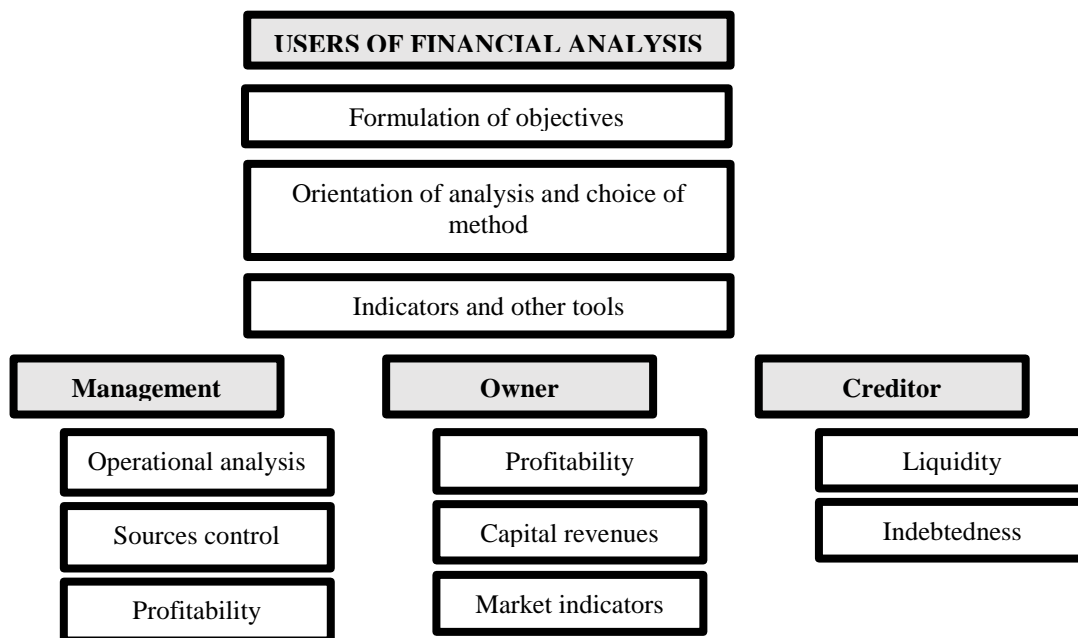 USERS OF FINANCIAL ANALYSIS
Formulation of objectives
Orientation of analysis and choice of
method
Indicators and other tools
Management
Operational analysis
Sources control
Profitability
Owner
Profitability
Capital revenues
Market indicators
Creditor
Liquidity
Indebtedness